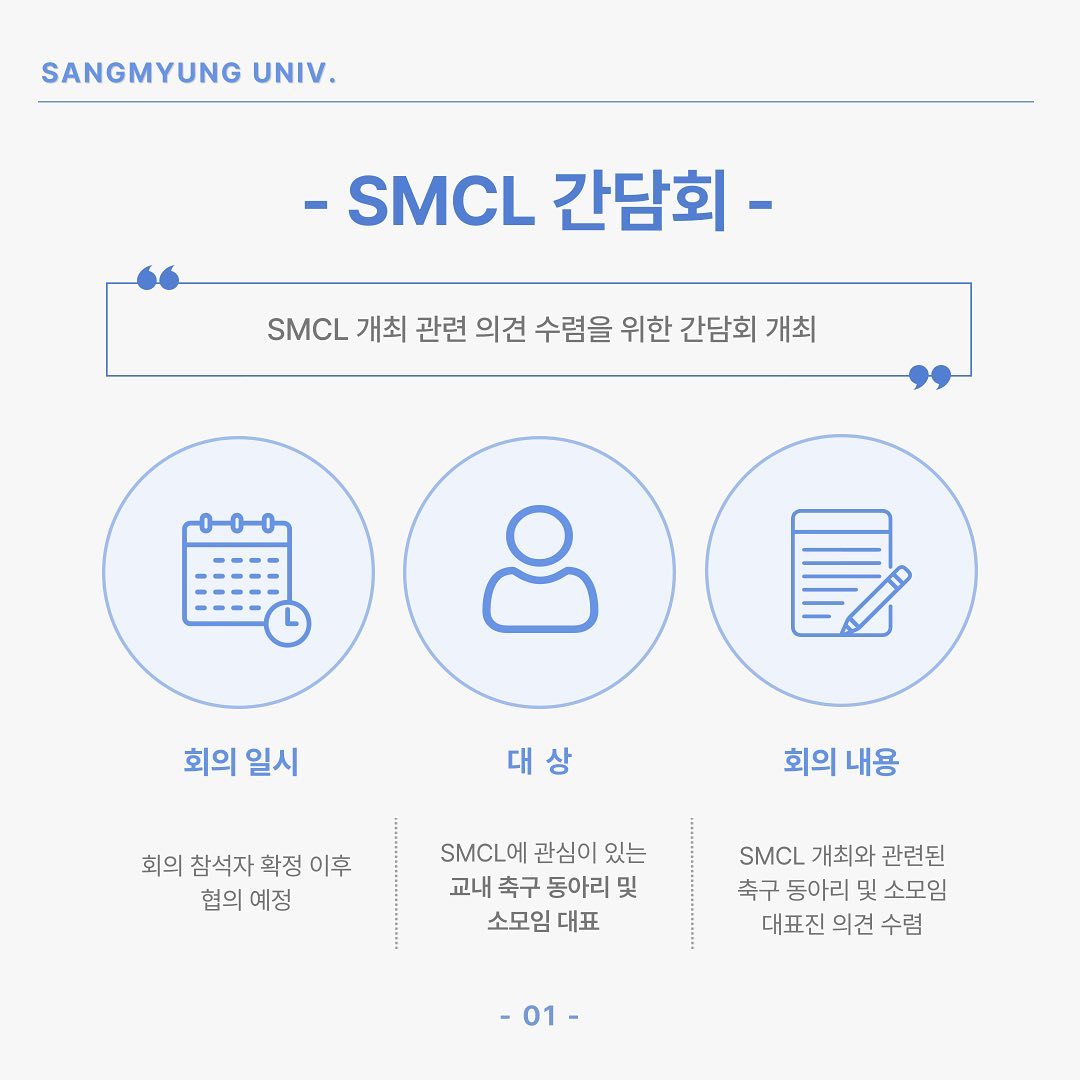 SANGMYUNG UNIV.
- SMCL 간담회 -
SMCL 개최 관련 의견 수렴을 위한 간담회 개최
회의 일시
회의 참석자 확정 이후
협의 예정
대 상
SMCL에 관심이 있는
교내 축구 동아리 및
소모임 대표
회의 내용
SMCL 개최와 관련된
축구 동아리 및 소모임
대표진 의견 수렴
- 01 -